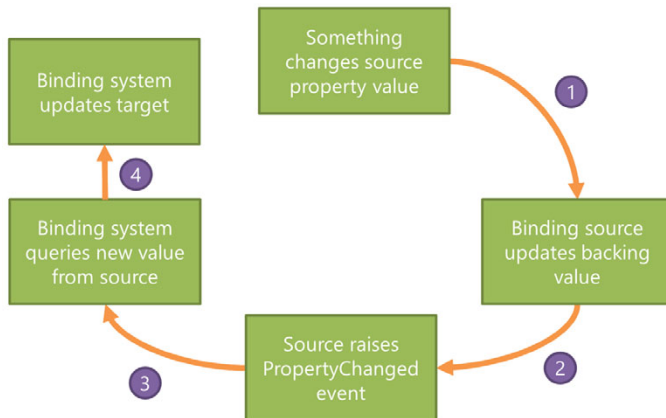 Something
changes source
property value
1
Binding source
updates backing
value
2
Source raises
PropertyChanged
event
3
Binding system
queries new value
from source
4
Binding system
updates target